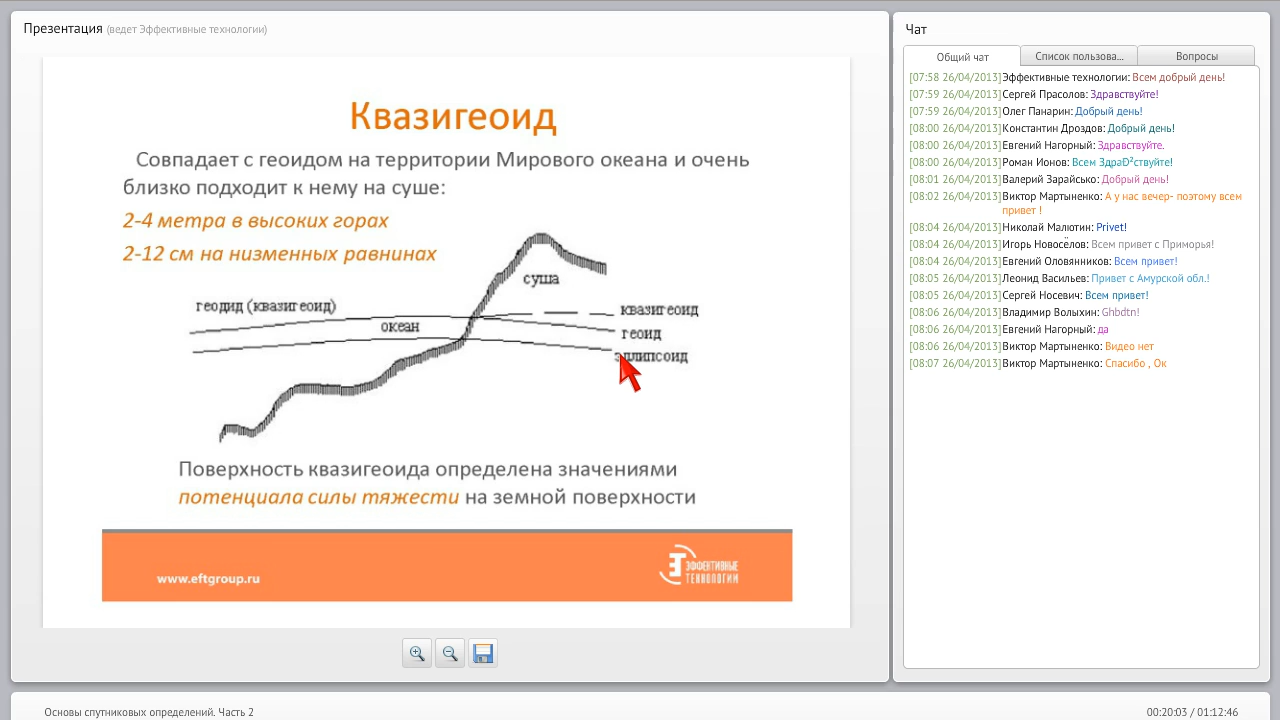 Презентация (ведет Эффективные технологии)
Квазигеоид
Совпадает с геоидом на территории Мирового океана и очень
близко подходит к нему на суше:
2-4 метра в высоких горах
2-12 см на низменных равнинах
суша
геодид (квазигеоид)
океан
квазигеоид
геоид
эллипсоид
Поверхность квазигеоида определена значениями
потенциала силы тяжести на земной поверхности
www.eftgroup.ru
ЭФФЕКТИВНЫЕ
ТЕХНОЛОГИИ
Чат
Общий чат
Список пользова...
Вопросы
[07:58 26/04/2013]Эффективные технологии: Всем добрый день!
[07:59 26/04/2013]Сергей Прасолов: Здравствуйте!
[07:59 26/04/2013]Олег Панарин: Добрый день!
[08:00 26/04/2013]Константин Дроздов: Добрый день!
[08:00 26/04/2013]Евгений Нагорный: Здравствуйте.
[08:00 26/04/2013]Роман Ионов: Всем ЗдраÐ²ствуйте!
[08:01 26/04/2013]Валерий Зарайсько: Добрый день!
[08:02 26/04/2013]Виктор Мартыненко: А у нас вечер- поэтому всем
привет !
[08:04 26/04/2013]Николай Малютин: Privet!
[08:04 26/04/2013]Игорь Новосёлов: Всем привет с Приморья!
[08:04 26/04/2013]Евгений Оловянников: Всем привет!
[08:05 26/04/2013]Леонид Васильев: Привет с Амурской обл.!
[08:05 26/04/2013]Сергей Носевич: Всем привет!
[08:06 26/04/2013]Владимир Волыхин: Ghbdtn!
[08:06 26/04/2013]Евгений Нагорный: да
[08:06 26/04/2013]Виктор Мартыненко: Видео нет
[08:07 26/04/2013]Виктор Мартыненко: Спасибо , Ок
Основы спутниковых определений. Часть 2
00:20:03 / 01:12:46